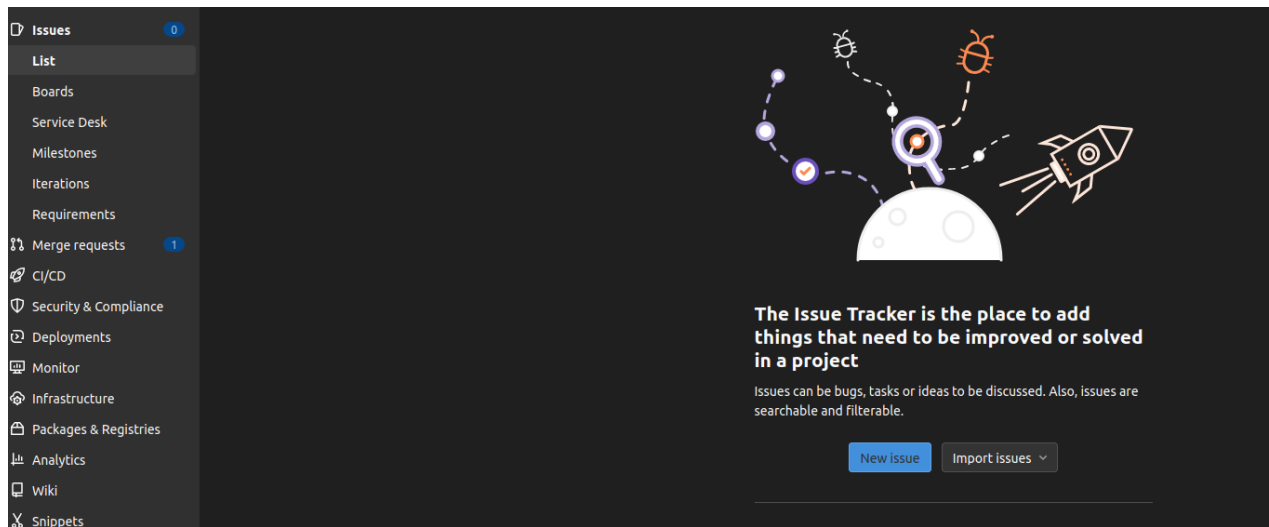 Issues 0
List
Boards
Service Desk
Milestones
Iterations
Requirements
Merge requests 1
CI/CD
Security & Compliance
Deployments
Monitor
Infrastructure
Packages & Registries
Analytics
Wiki
Snippets
The Issue Tracker is the place to add
things that need to be improved or solved
in a project
Issues can be bugs, tasks or ideas to be discussed. Also, issues are
searchable and filterable.
New issue
Import issues